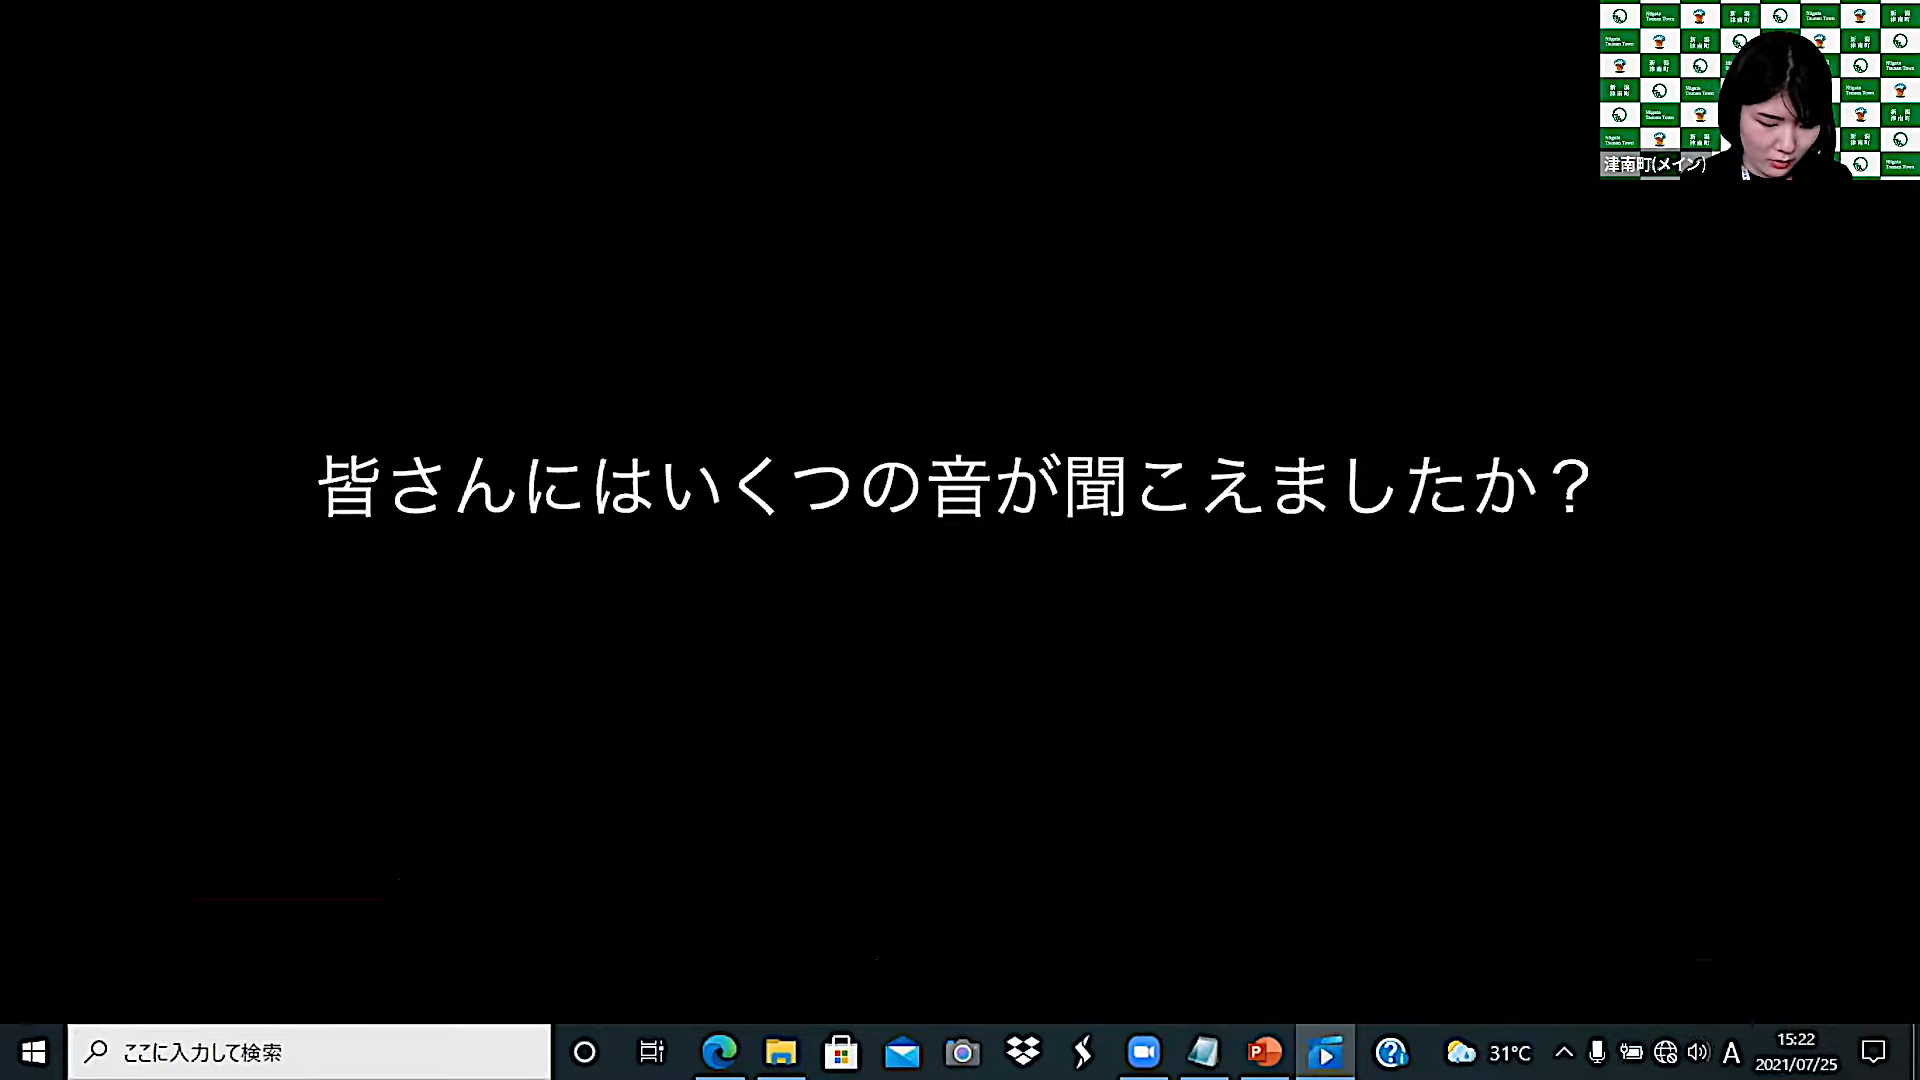 津南町(メイン)
皆さんにはいくつの音が聞こえましたか？
ここに入力して検索
31°C
A
15:22
2021/07/25